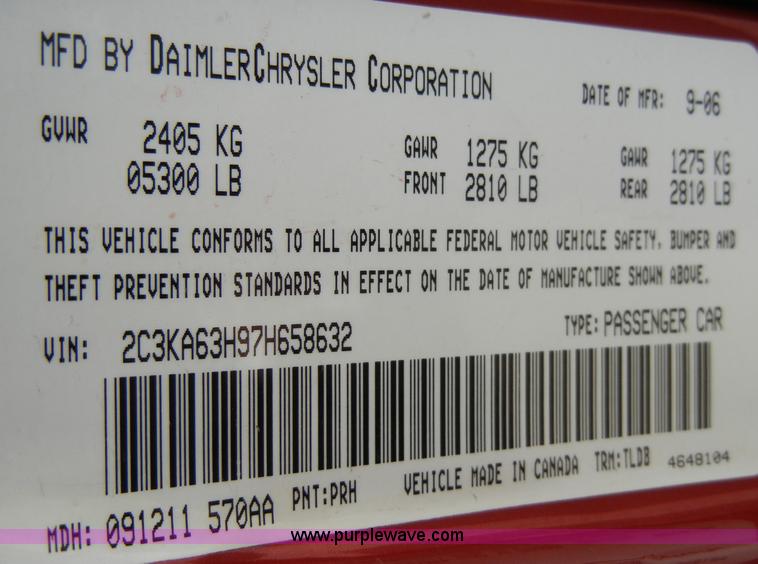 MFD BY DAIMLERCHRYSLER CORPORATION DATE OF MFR: 9-06
GVWR 2405 KG GAWR 1275 KG GAWR 1275 KG
05300 LB FRONT 2810 LB REAR 2810 LB
THIS VEHICLE CONFORMS TO ALL APPLICABLE FEDERAL MOTOR VEHICLE SAFETY, BUMPER AND
THEFT PREVENTION STANDARDS IN EFFECT ON THE DATE OF MANUFACTURE SHOWN ABOVE.
VIN: 2C3KA63H97H658632 TYPE: PASSENGER CAR
MDH: 091211 570AA PNT:PRH VEHICLE MADE IN CANADA TRM:TLDB 4648104
www.purplewave.com